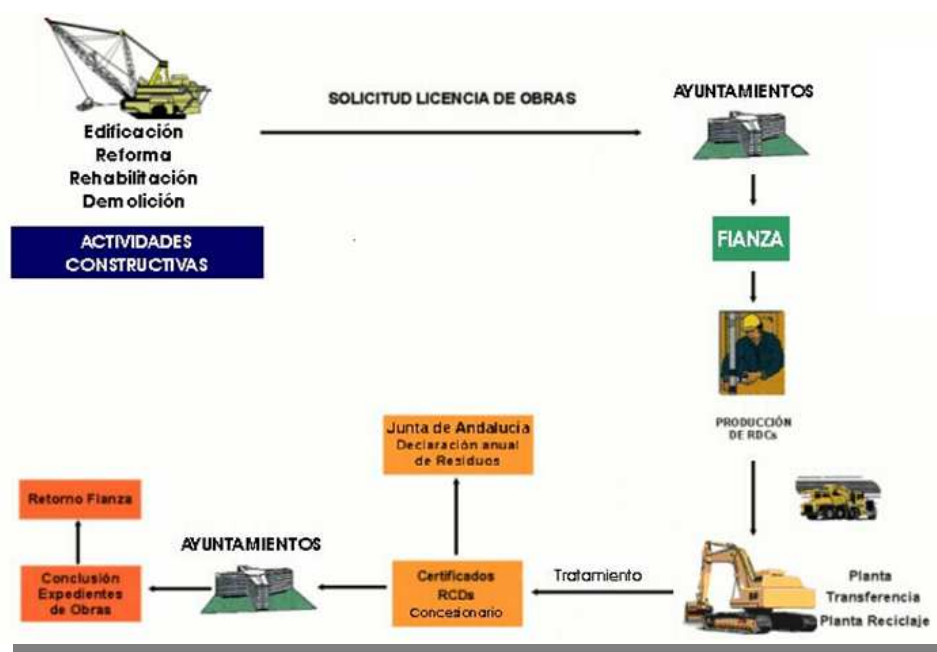 SOLICITUD LICENCIA DE OBRAS
AYUNTAMIENTOS
Edificación
Reforma
Rehabilitación
Demolición
ACTIVIDADES
CONSTRUCTIVAS
FIANZA
PRODUCCIÓN
DE RDCs
Junta de Andalucía
Declaración anual
de Residuos
Retorno Fianza
AYUNTAMIENTOS
Conclusión
Expedientes
de Obras
Certificados
RCDs
Concesionario
Tratamiento
Planta
Transferencia
Planta Reciclaje